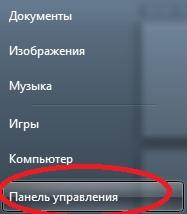 Документы
Изображения
Музыка
Игры
Компьютер
Панель управления